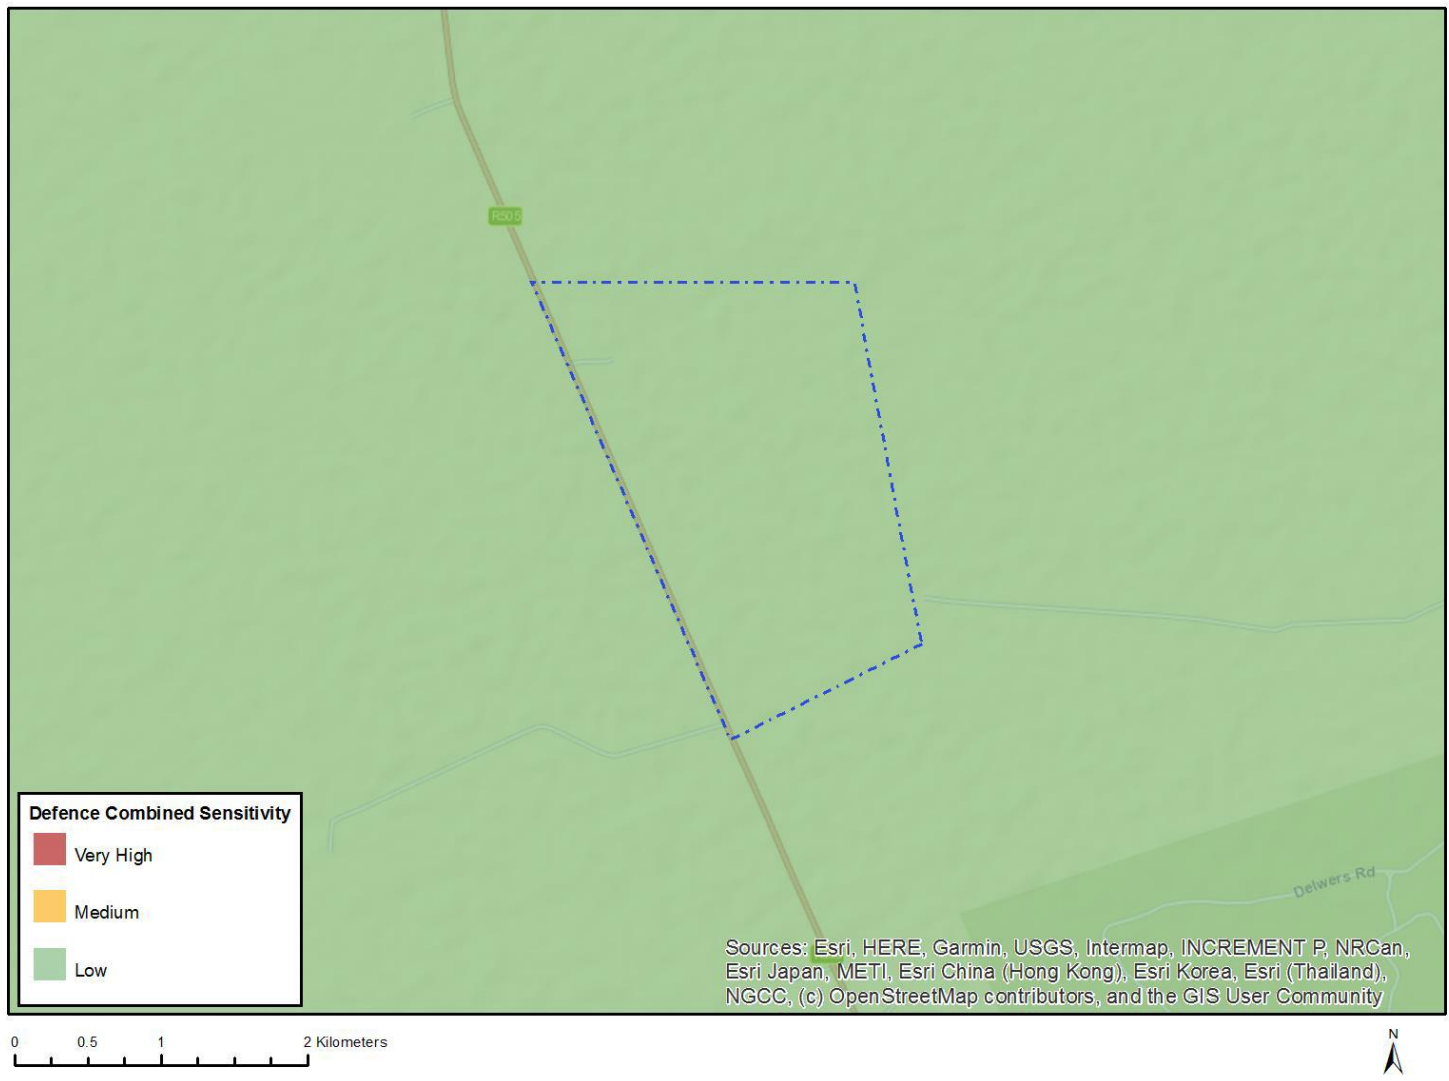 R505
Delwers Rd
Defence Combined Sensitivity
Very High
Medium
Low
Sources: Esri, HERE, Garmin, USGS, Intermap, INCREMENT P, NRCan,
Esri Japan, METI, Esri China (Hong Kong), Esri Korea, Esri (Thailand),
NGCC, (c) OpenStreetMap contributors, and the GIS User Community
0 0.5 1 2 Kilometers
N